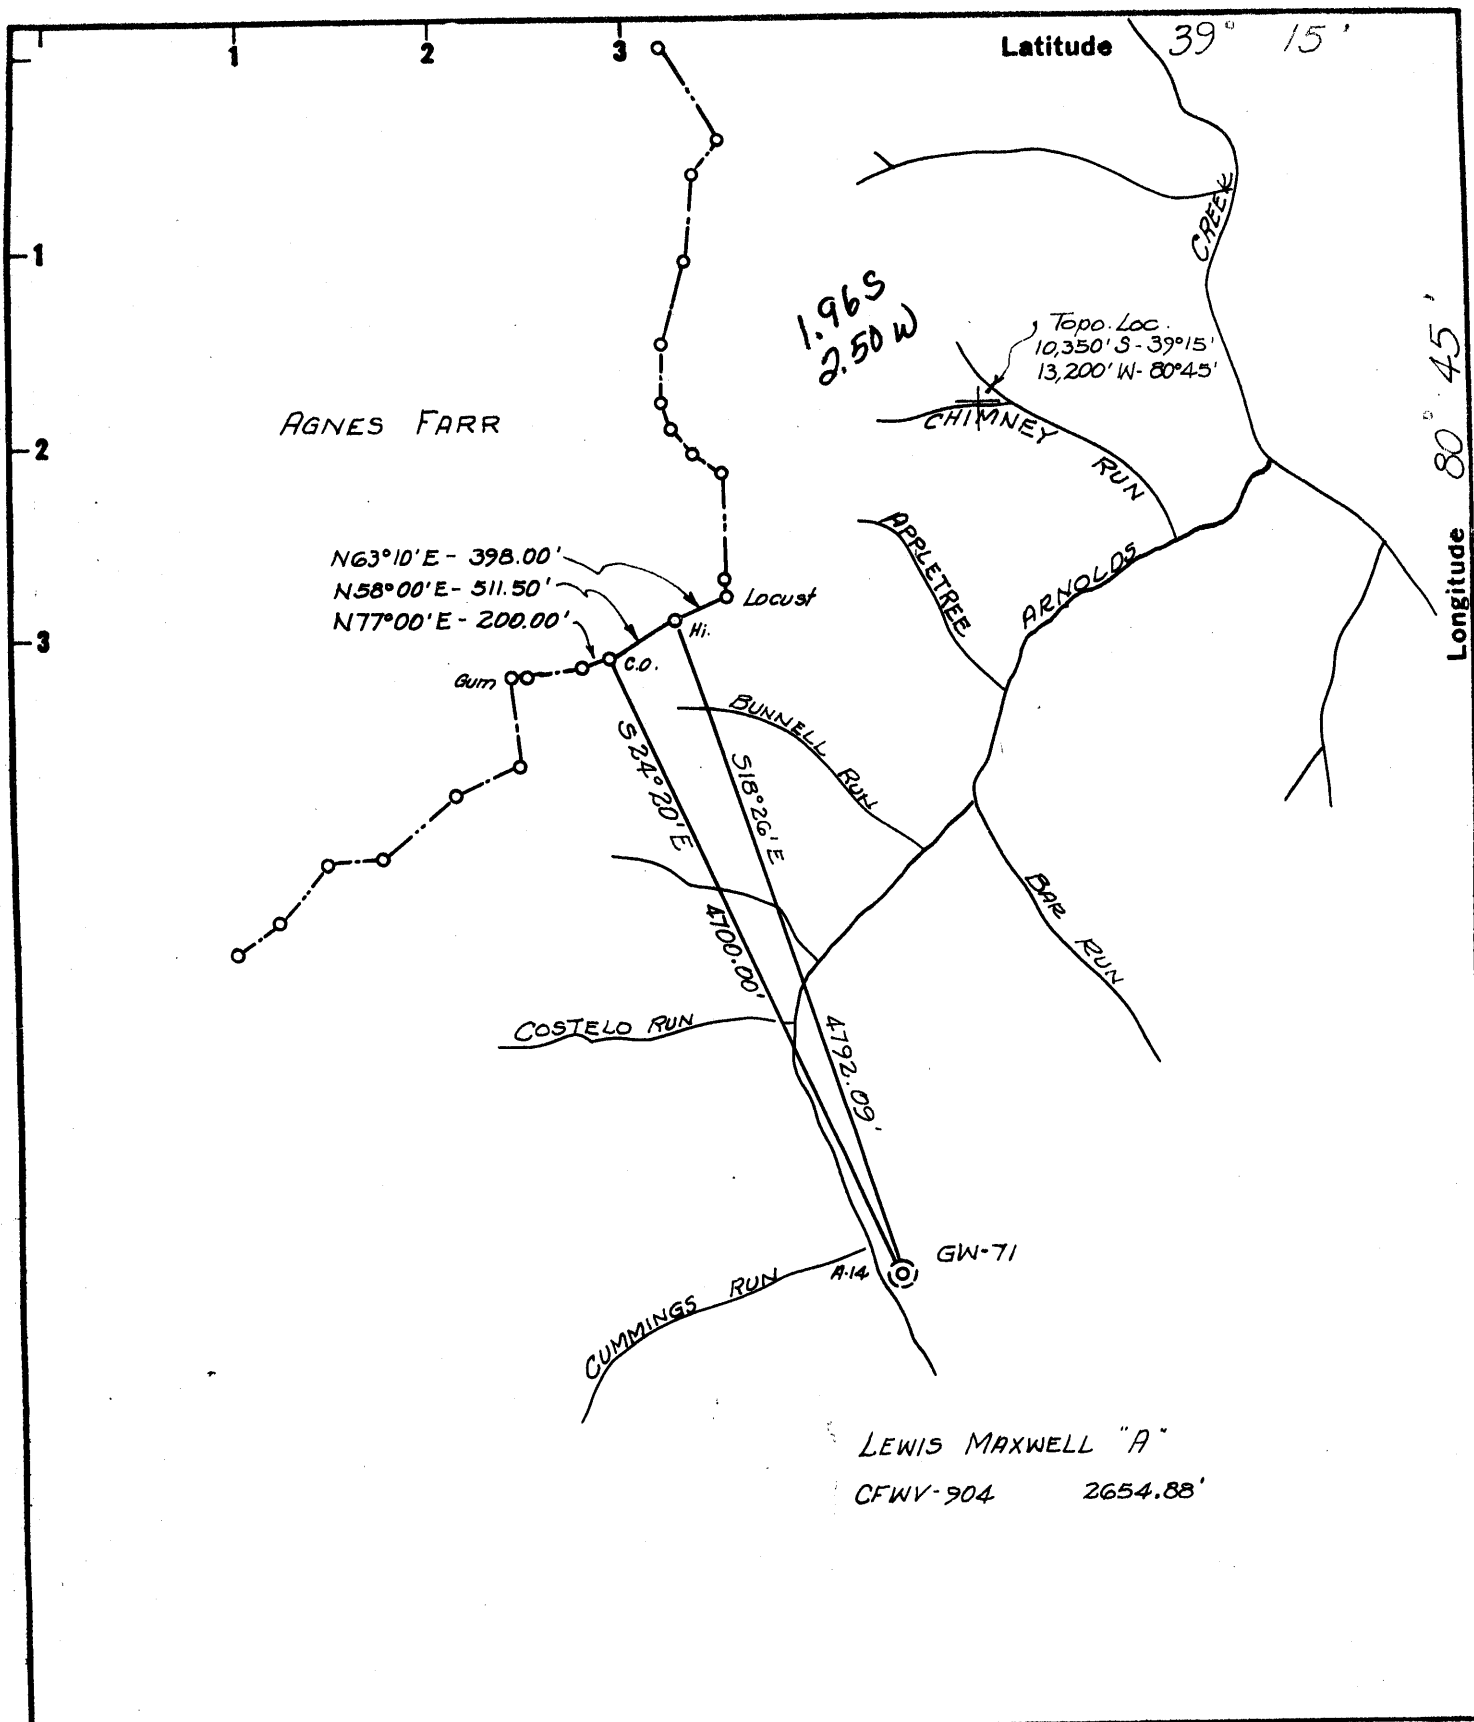 1 2 3
Latitude 39° 15'
1
2
3
CREEK
1.96 S
2.50 W
Topo. Loc.
10,350' S - 39°15'
13,200' W - 80°45'
Longitude 80° 45'
AGNES FARR
CHIMNEY RUN
APPLETREE
ARNOLDS
N63°10'E - 398.00'
N58°00'E - 511.50'
N77°00'E - 200.00'
Locust
Hi.
C.O.
Gum
BUNNELL RUN
S 24°20'E
4700.00'
S18°26'E
4792.09'
BAR RUN
COSTELO RUN
GW-71
A-14
CUMMINGS RUN
LEWIS MAXWELL "A"
CFWV-904 2654.88'